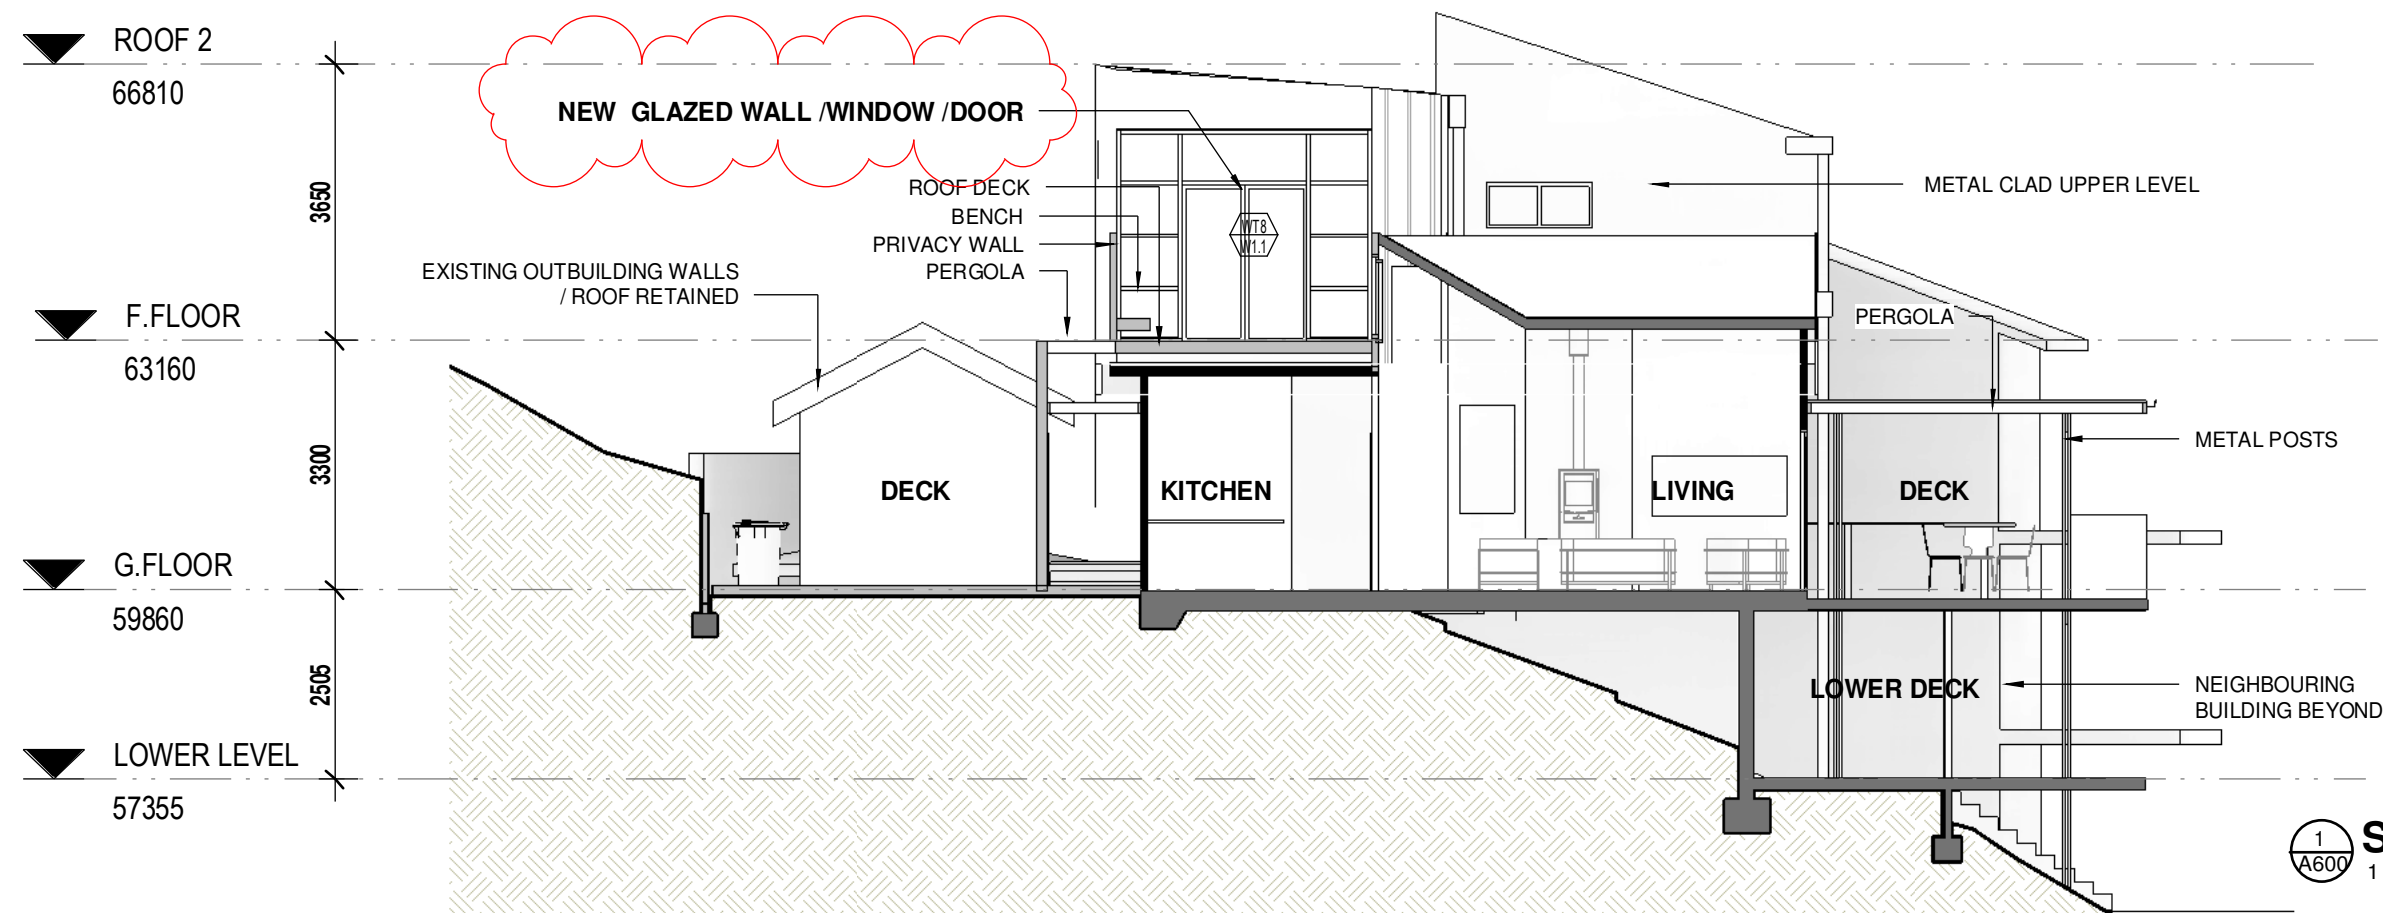 ROOF 2
66810
NEW GLAZED WALL /WINDOW /DOOR
3650
ROOF DECK
BENCH
PRIVACY WALL
PERGOLA
EXISTING OUTBUILDING WALLS
/ ROOF RETAINED
WT8
W1.1
METAL CLAD UPPER LEVEL
F.FLOOR
63160
PERGOLA
METAL POSTS
3300
DECK
KITCHEN
LIVING
DECK
G.FLOOR
59860
2505
LOWER DECK
NEIGHBOURING
BUILDING BEYOND
LOWER LEVEL
57355
1
A600
S
1